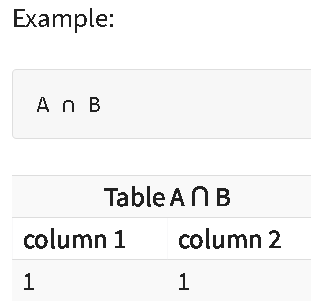 Example:
A ∩ B
Table A ∩ B
column 1 column 2
1 1